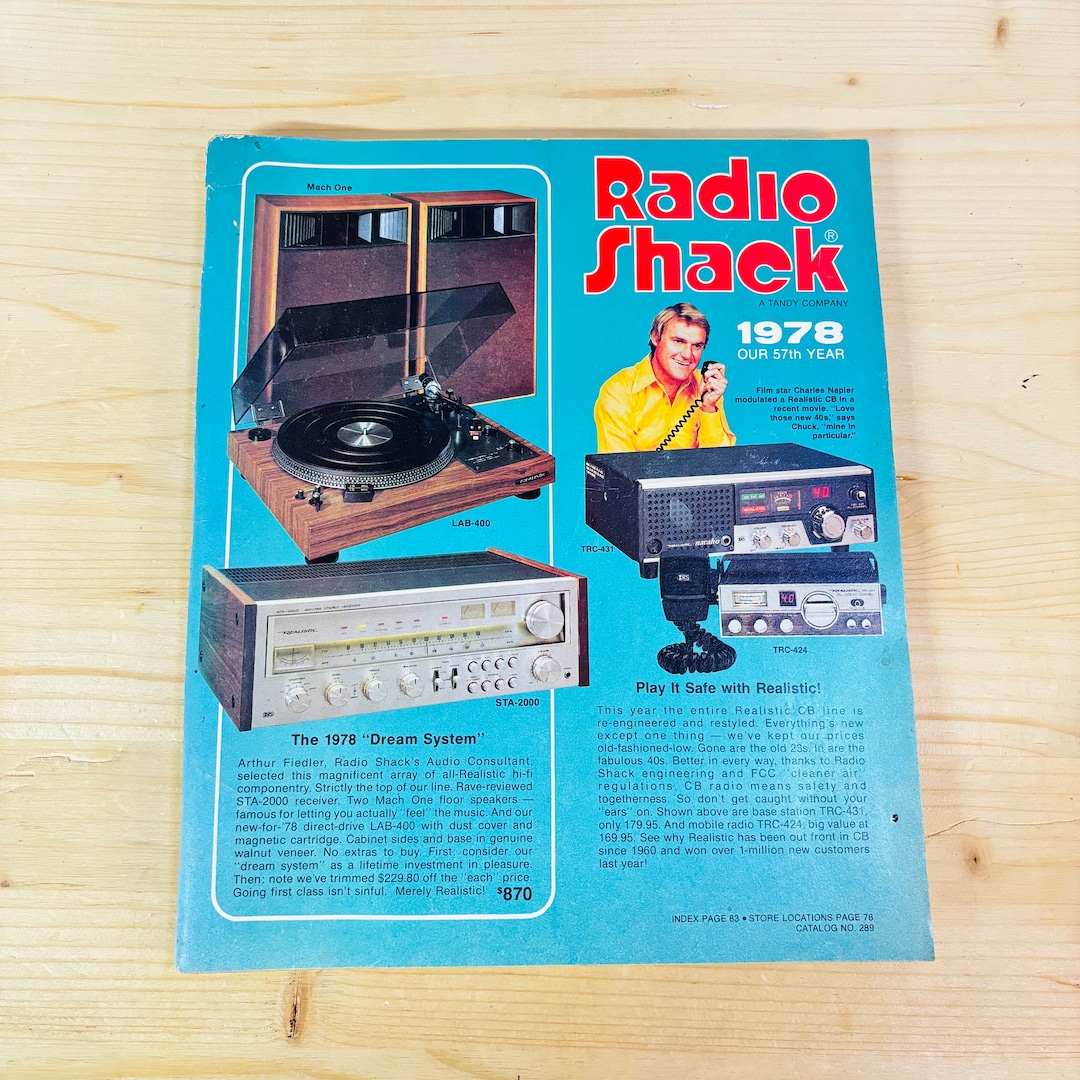 Mach One
LAB-400
REALISTIC
STA-2000
The 1978 "Dream System"
Arthur Fiedler, Radio Shack's Audio Consultant,
selected this magnificent array of all-Realistic hi-fi
componentry. Strictly the top of our line. Rave-reviewed
STA-2000 receiver. Two Mach One floor speakers —
famous for letting you actually "feel" the music. And our
new-for-'78 direct-drive LAB-400 with dust cover and
magnetic cartridge. Cabinet sides and base in genuine
walnut veneer. No extras to buy. First: consider our
"dream system" as a lifetime investment in pleasure.
Then: note we've trimmed $229.80 off the "each" price.
Going first class isn't sinful. Merely Realistic! $870
Radio
Shack®
A TANDY COMPANY
1978
OUR 57th YEAR
Film star Charles Napier
modulated a Realistic CB in a
recent movie. "Love
those new 40s," says
Chuck, "mine in
particular."
40
navaho
TRC-431
40
REALISTIC
TRC-424
Play It Safe with Realistic!
This year the entire Realistic CB line is
re-engineered and restyled. Everything's new
except one thing — we've kept our prices
old-fashioned-low. Gone are the old 23s. In are the
fabulous 40s. Better in every way, thanks to Radio
Shack engineering and FCC "cleaner air"
regulations. CB radio means safety and
togetherness. So don't get caught without your
"ears" on. Shown above are base station TRC-431,
only 179.95. And mobile radio TRC-424, big value at
169.95. See why Realistic has been out front in CB
since 1960 and won over 1-million new customers
last year!
INDEX PAGE 83 • STORE LOCATIONS PAGE 76
CATALOG NO. 289